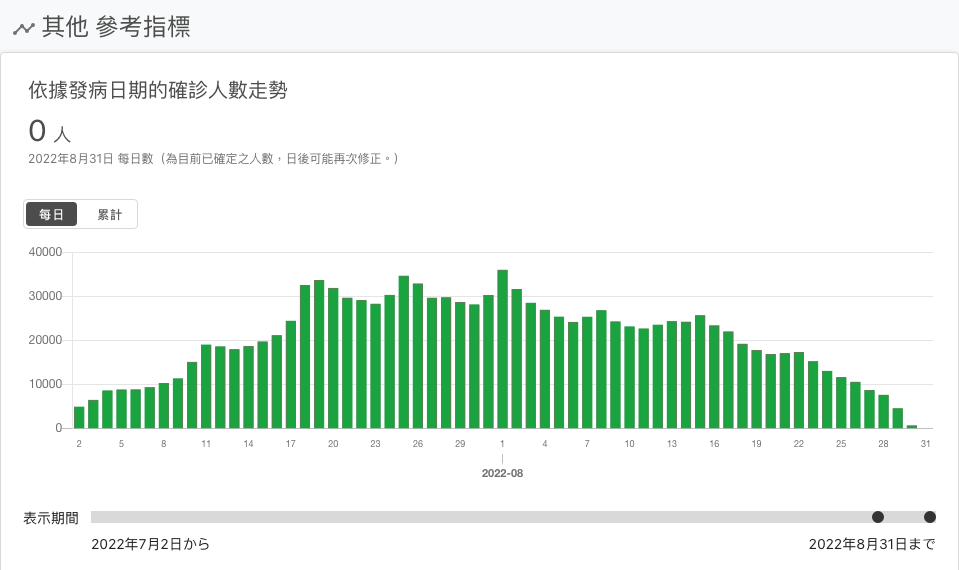 其他 參考指標
依據發病日期的確診人數走勢
0 人
2022年8月31日 每日數（為目前已確定之人數，日後可能再次修正。）
每日 累計
40000
30000
20000
10000
0
2 5 8 11 14 17 20 23 26 29 1 4 7 10 13 16 19 22 25 28 31
2022-08
表示期間
2022年7月2日から 2022年8月31日まで